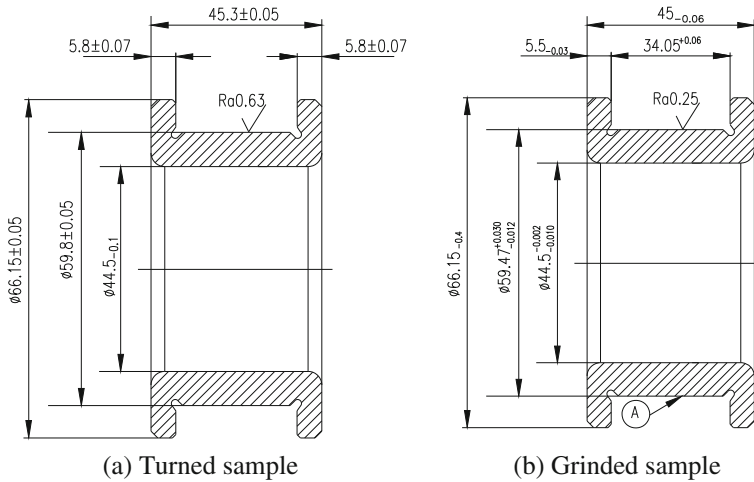 45.3±0.05
5.8±0.07
5.8±0.07
Ra0.63
ø66.15±0.05
ø59.8±0.05
ø44.5-0.1
(a) Turned sample
45-0.06
5.5-0.03
34.05+0.06
Ra0.25
ø66.15-0.4
ø59.47+0.030 -0.012
ø44.5-0.002 -0.010
A
(b) Grinded sample